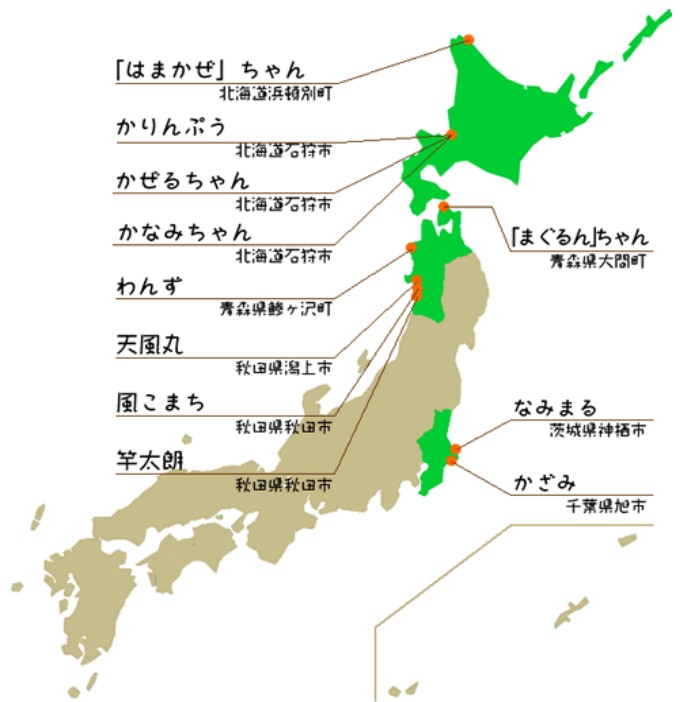 「はまかぜ」ちゃん
北海道浜頓別町
かりんぷう
北海道石狩市
かぜるちゃん
北海道石狩市
かなみちゃん
北海道石狩市
「まぐるん」ちゃん
青森県大間町
わんず
青森県鰺ヶ沢町
天風丸
秋田県潟上市
風こまち
秋田県秋田市
竿太朗
秋田県秋田市
なみまる
茨城県神栖市
かざみ
千葉県旭市